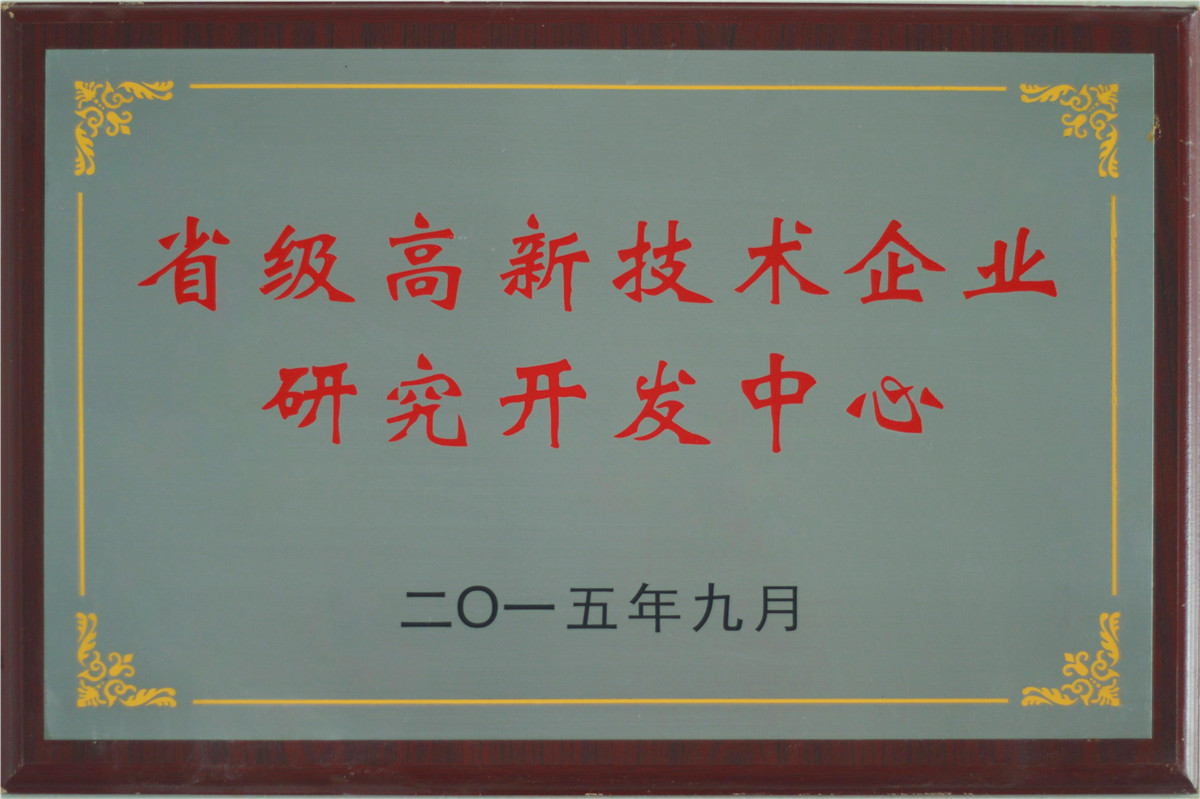 省级高新技术企业
研究开发中心
二〇一五年九月